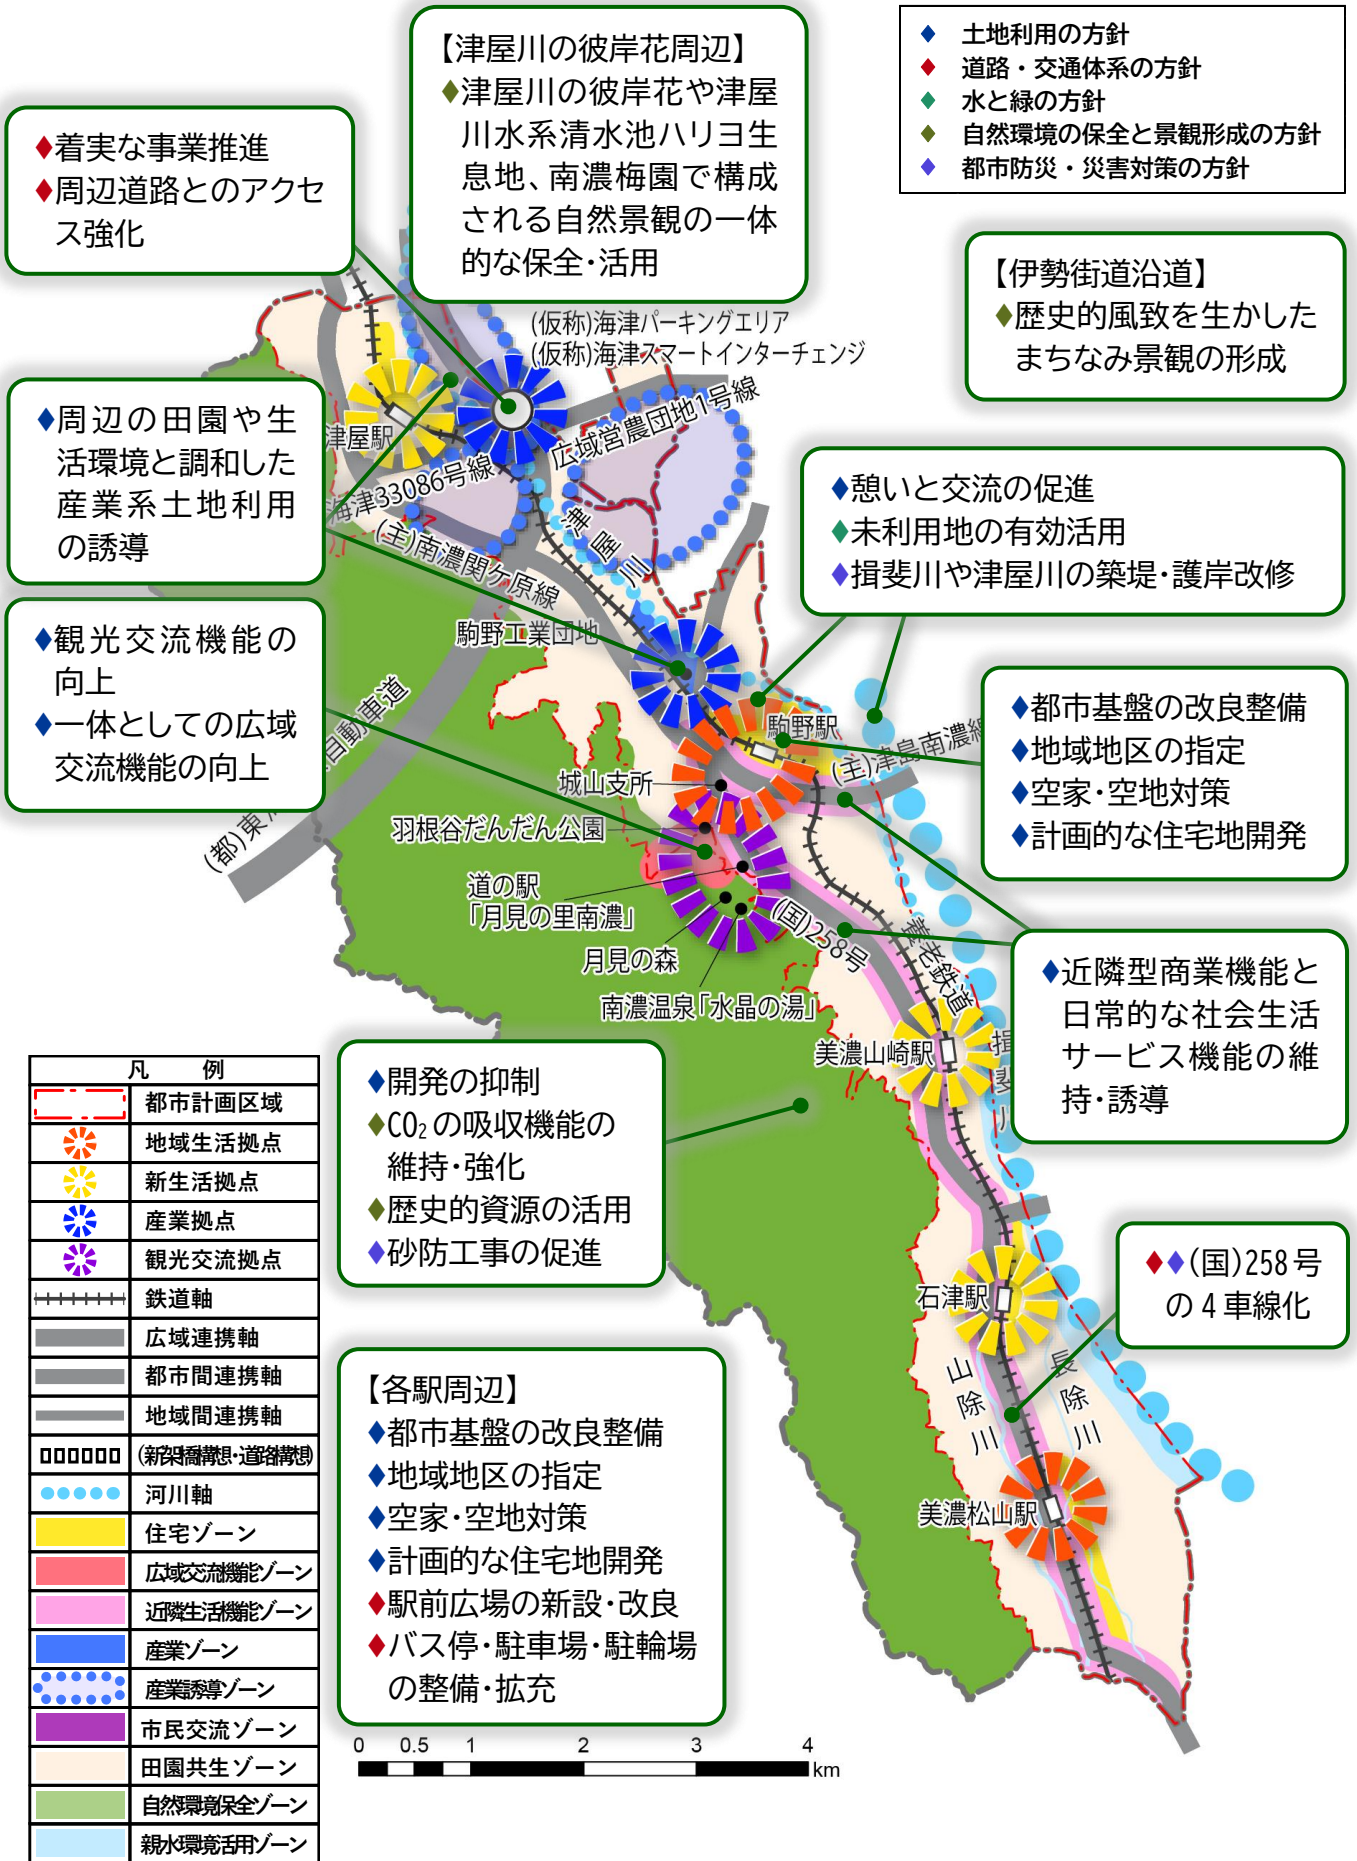 ◆ 土地利用の方針
◆ 道路・交通体系の方針
◆ 水と緑の方針
◆ 自然環境の保全と景観形成の方針
◆ 都市防災・災害対策の方針
【津屋川の彼岸花周辺】
◆津屋川の彼岸花や津屋
川水系清水池ハリヨ生
息地、南濃梅園で構成
される自然景観の一体
的な保全・活用
◆着実な事業推進
◆周辺道路とのアクセ
ス強化
【伊勢街道沿道】
◆歴史的風致を生かした
まちなみ景観の形成
(仮称)海津パーキングエリア
(仮称)海津スマートインターチェンジ
広域営農団地1号線
津屋駅
海津33086号線
(主)南濃関ケ原線
津屋川
◆周辺の田園や生
活環境と調和した
産業系土地利用
の誘導
◆憩いと交流の促進
◆未利用地の有効活用
◆揖斐川や津屋川の築堤・護岸改修
◆観光交流機能の
向上
◆一体としての広域
交流機能の向上
駒野工業団地
駒野駅
(主)津島南濃線
◆都市基盤の改良整備
◆地域地区の指定
◆空家・空地対策
◆計画的な住宅地開発
自動車道
(都)東
城山支所
羽根谷だんだん公園
道の駅
「月見の里南濃」
月見の森
南濃温泉「水晶の湯」
(国)258号
養老鉄道
◆近隣型商業機能と
日常的な社会生活
サービス機能の維
持・誘導
美濃山崎駅
揖斐川
◆開発の抑制
◆CO₂の吸収機能の
維持・強化
◆歴史的資源の活用
◆砂防工事の促進
◆◆(国)258号
の4車線化
石津駅
山除川
長除川
美濃松山駅
【各駅周辺】
◆都市基盤の改良整備
◆地域地区の指定
◆空家・空地対策
◆計画的な住宅地開発
◆駅前広場の新設・改良
◆バス停・駐車場・駐輪場
の整備・拡充
凡 例
都市計画区域
地域生活拠点
新生活拠点
産業拠点
観光交流拠点
鉄道軸
広域連携軸
都市間連携軸
地域間連携軸
(新架橋構想・道路構想)
河川軸
住宅ゾーン
広域交流機能ゾーン
近隣生活機能ゾーン
産業ゾーン
産業誘導ゾーン
市民交流ゾーン
田園共生ゾーン
自然環境保全ゾーン
親水環境活用ゾーン
0 0.5 1 2 3 4
km